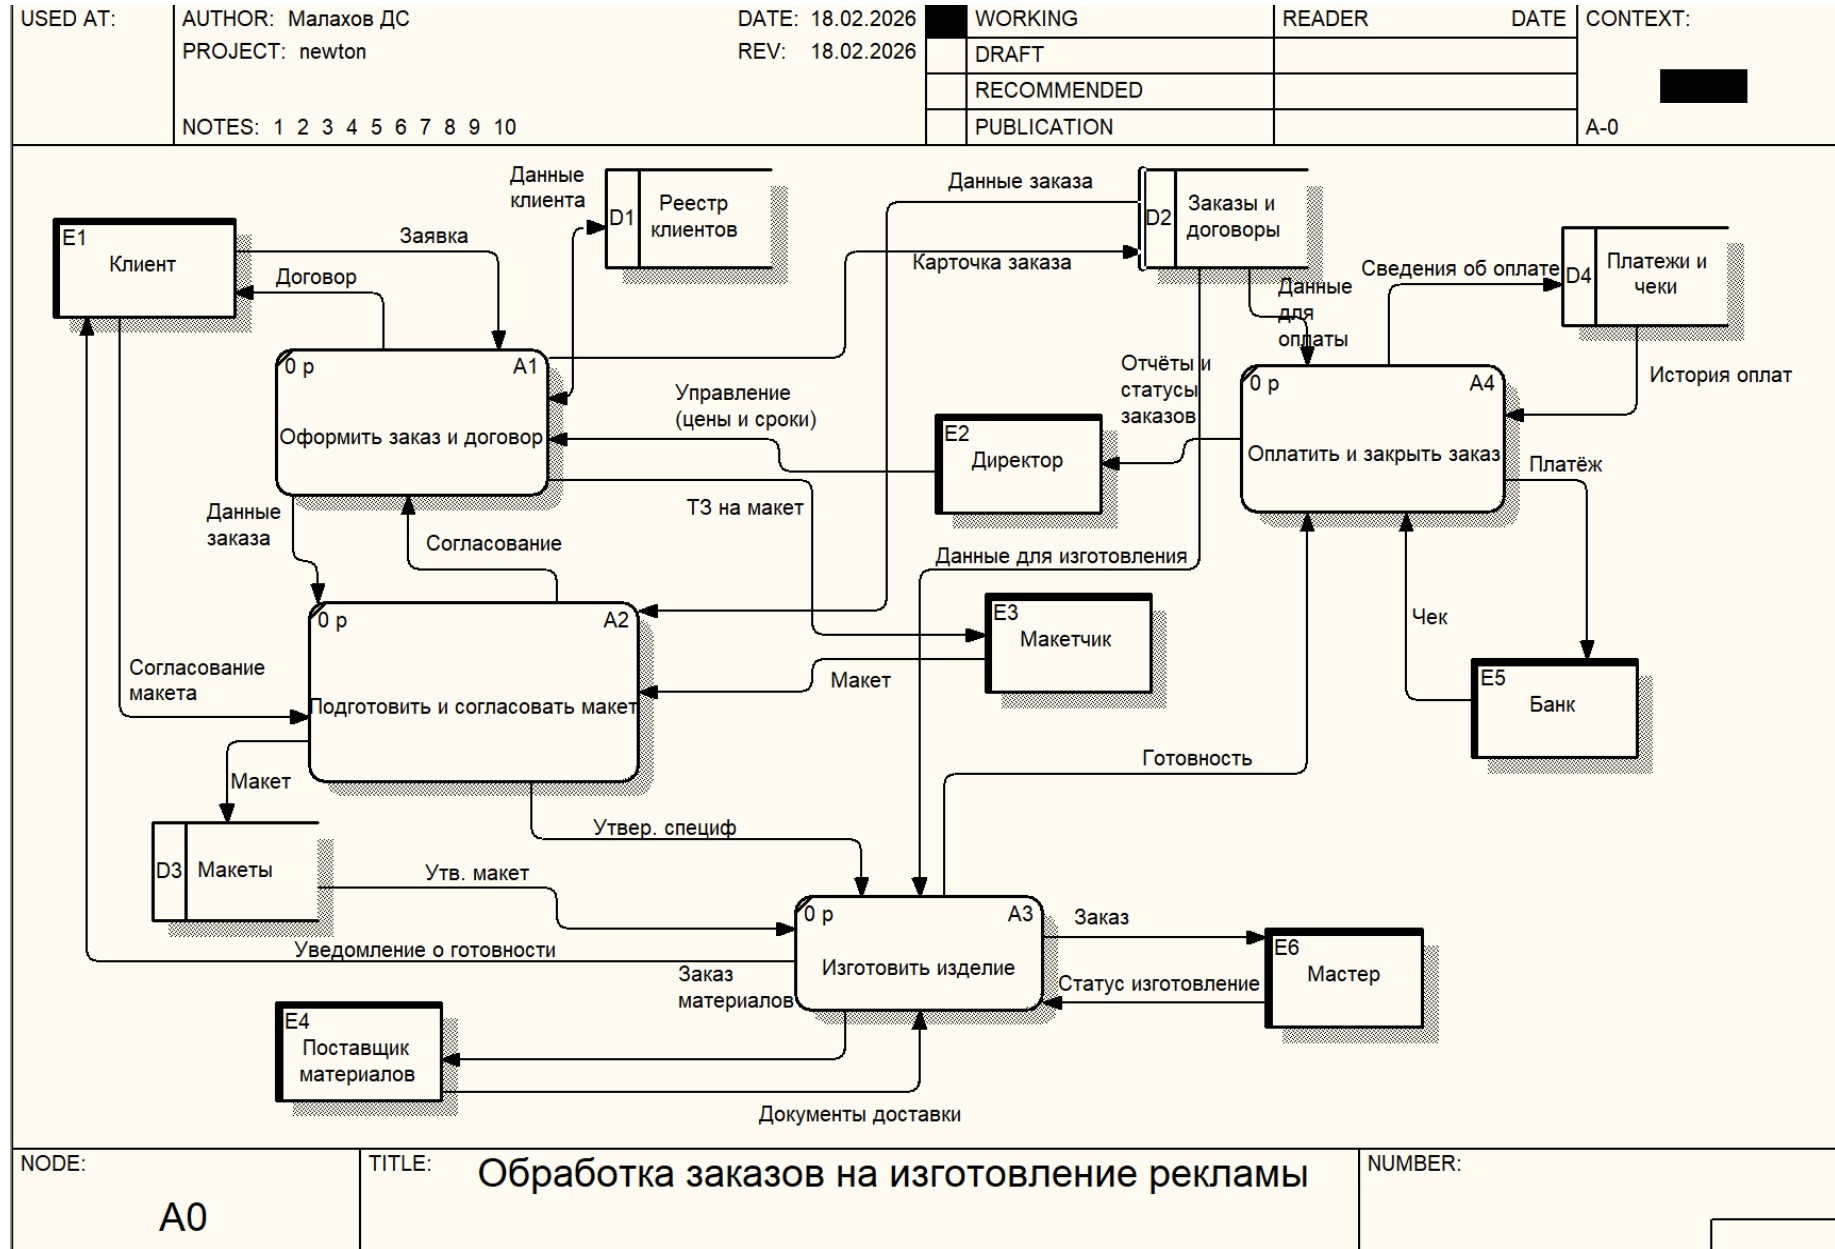 USED AT:
AUTHOR: Малахов ДС
DATE: 18.02.2026
WORKING
READER
DATE
CONTEXT:
PROJECT: newton
REV: 18.02.2026
DRAFT
RECOMMENDED
NOTES: 1 2 3 4 5 6 7 8 9 10
PUBLICATION
A-0
Данные
клиента
D1
Реестр
клиентов
Данные заказа
D2
Заказы и
договоры
E1
Клиент
Заявка
Договор
Карточка заказа
Данные
для
оплаты
Сведения об оплате
D4
Платежи и
чеки
0 р
A1
Оформить заказ и договор
Управление
(цены и сроки)
Отчёты и
статусы
заказов
E2
Директор
0 р
A4
Оплатить и закрыть заказ
История оплат
Платёж
Данные
заказа
Согласование
ТЗ на макет
Данные для изготовления
0 р
A2
Подготовить и согласовать макет
E3
Макетчик
Чек
Согласование
макета
Макет
E5
Банк
Макет
Готовность
D3
Макеты
Утвер. специф
Утв. макет
0 р
A3
Изготовить изделие
Заказ
E6
Мастер
Уведомление о готовности
Заказ
материалов
Статус изготовление
E4
Поставщик
материалов
Документы доставки
NODE:
A0
TITLE:
Обработка заказов на изготовление рекламы
NUMBER: